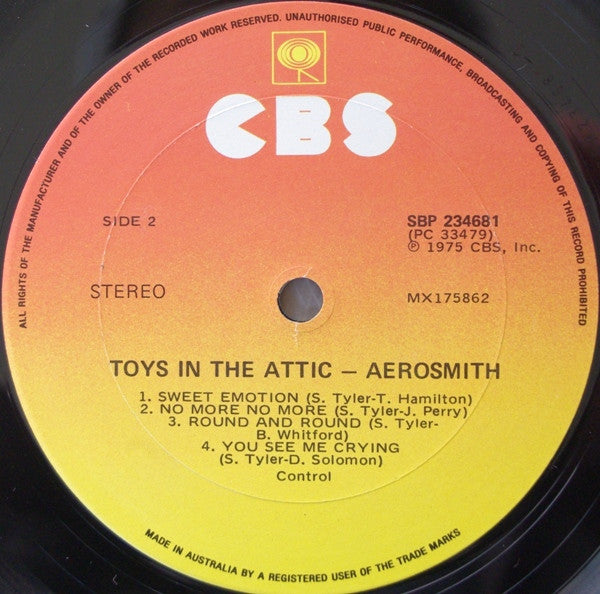 ALL RIGHTS OF THE MANUFACTURER AND OF THE OWNER OF THE RECORDED WORK RESERVED. UNAUTHORISED PUBLIC PERFORMANCE, BROADCASTING AND COPYING OF THIS RECORD PROHIBITED
CBS
SIDE 2
SBP 234681
(PC 33479)
℗ 1975 CBS, Inc.
STEREO
MX175862
TOYS IN THE ATTIC — AEROSMITH
1. SWEET EMOTION (S. Tyler-T. Hamilton)
2. NO MORE NO MORE (S. Tyler-J. Perry)
3. ROUND AND ROUND (S. Tyler-
B. Whitford)
4. YOU SEE ME CRYING
(S. Tyler-D. Solomon)
Control
MADE IN AUSTRALIA BY A REGISTERED USER OF THE TRADE MARKS